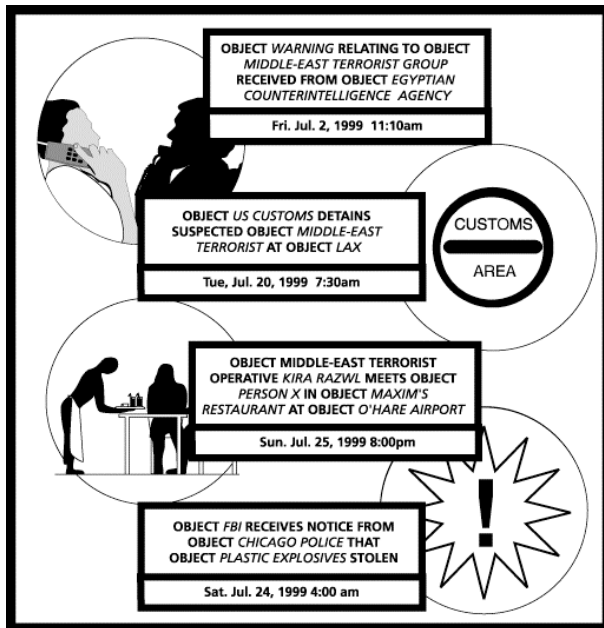 OBJECT WARNING RELATING TO OBJECT
MIDDLE-EAST TERRORIST GROUP
RECEIVED FROM OBJECT EGYPTIAN
COUNTERINTELLIGENCE AGENCY
Fri. Jul. 2, 1999 11:10am
CUSTOMS
AREA
OBJECT US CUSTOMS DETAINS
SUSPECTED OBJECT MIDDLE-EAST
TERRORIST AT OBJECT LAX
Tue, Jul. 20, 1999 7:30am
OBJECT MIDDLE-EAST TERRORIST
OPERATIVE KIRA RAZWL MEETS OBJECT
PERSON X IN OBJECT MAXIM'S
RESTAURANT AT OBJECT O'HARE AIRPORT
Sun. Jul. 25, 1999 8:00pm
!
OBJECT FBI RECEIVES NOTICE FROM
OBJECT CHICAGO POLICE THAT
OBJECT PLASTIC EXPLOSIVES STOLEN
Sat. Jul. 24, 1999 4:00 am